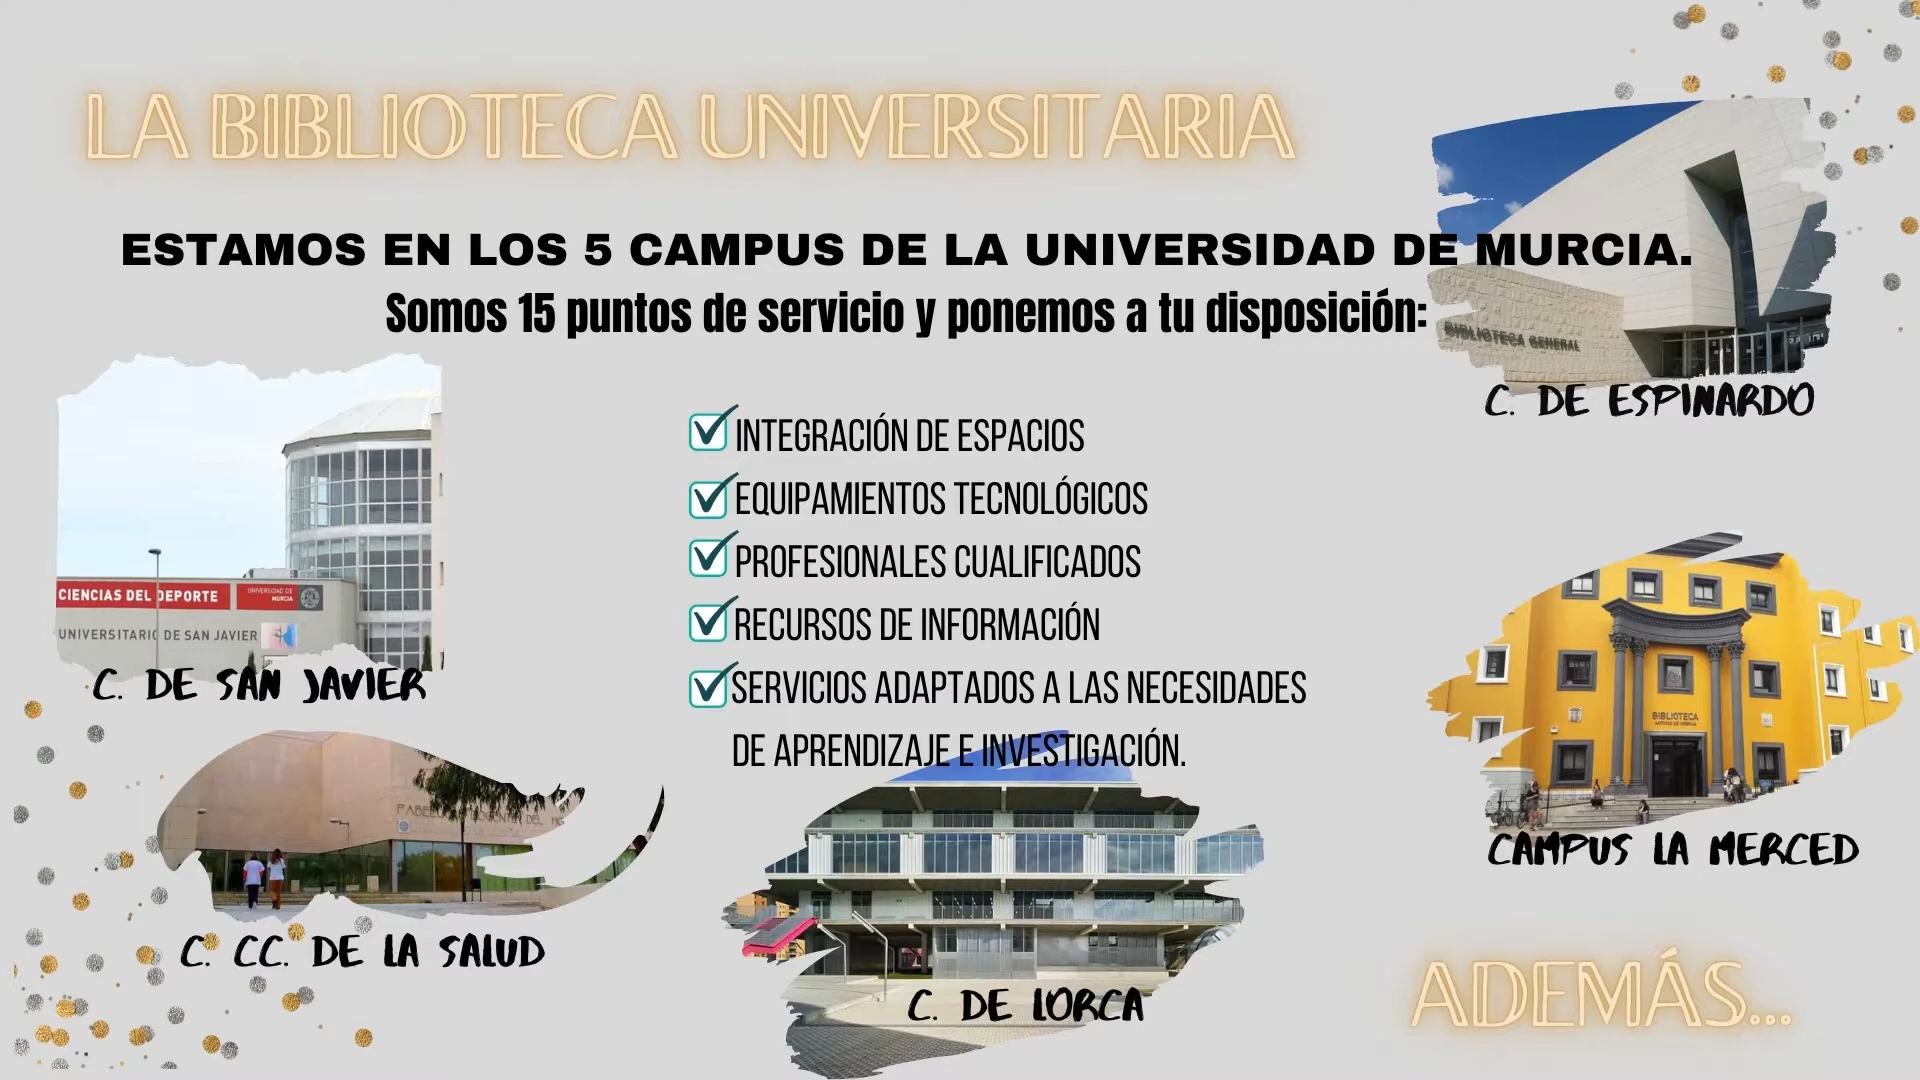 LA BIBLIOTECA UNIVERSITARIA
ESTAMOS EN LOS 5 CAMPUS DE LA UNIVERSIDAD DE MURCIA.
Somos 15 puntos de servicio y ponemos a tu disposición:
BIBLIOTECA GENERAL
C. DE ESPINARDO
INTEGRACIÓN DE ESPACIOS
EQUIPAMIENTOS TECNOLÓGICOS
PROFESIONALES CUALIFICADOS
RECURSOS DE INFORMACIÓN
SERVICIOS ADAPTADOS A LAS NECESIDADES
DE APRENDIZAJE E INVESTIGACIÓN.
CIENCIAS DEL DEPORTE
UNIVERSIDAD DE
MURCIA
UNIVERSITARIO DE SAN JAVIER
C. DE SAN JAVIER
BIBLIOTECA
ANTONIO DE NEBRIJA
CAMPUS LA MERCED
C. CC. DE LA SALUD
C. DE LORCA
ADEMÁS...